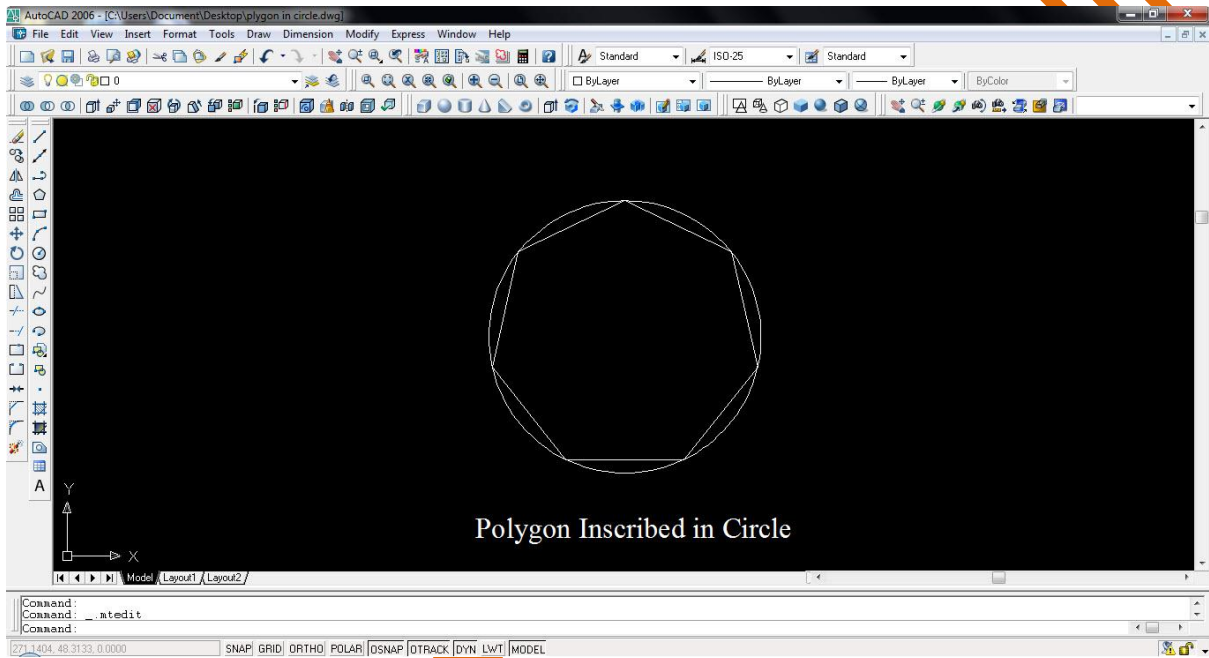 AutoCAD 2006 - [C:\Users\Document\Desktop\plygon in circle.dwg]
File Edit View Insert Format Tools Draw Dimension Modify Express Window Help
Standard ISO-25 Standard
0 ByLayer ByLayer ByLayer ByColor
A
Y
X
Polygon Inscribed in Circle
Model Layout1 Layout2
Command:
Command: _.mtedit
Command:
271.1404, 48.3133, 0.0000 SNAP GRID ORTHO POLAR OSNAP OTRACK DYN LWT MODEL